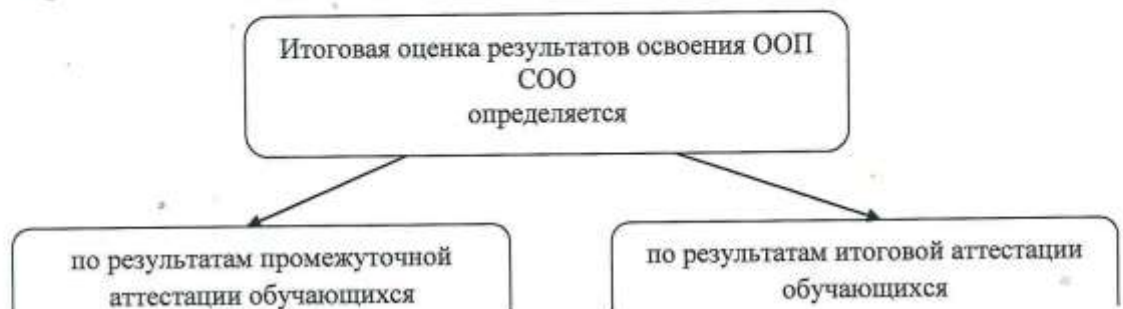 Итоговая оценка результатов освоения ООП
СОО
определяется
по результатам промежуточной
аттестации обучающихся
по результатам итоговой аттестации
обучающихся